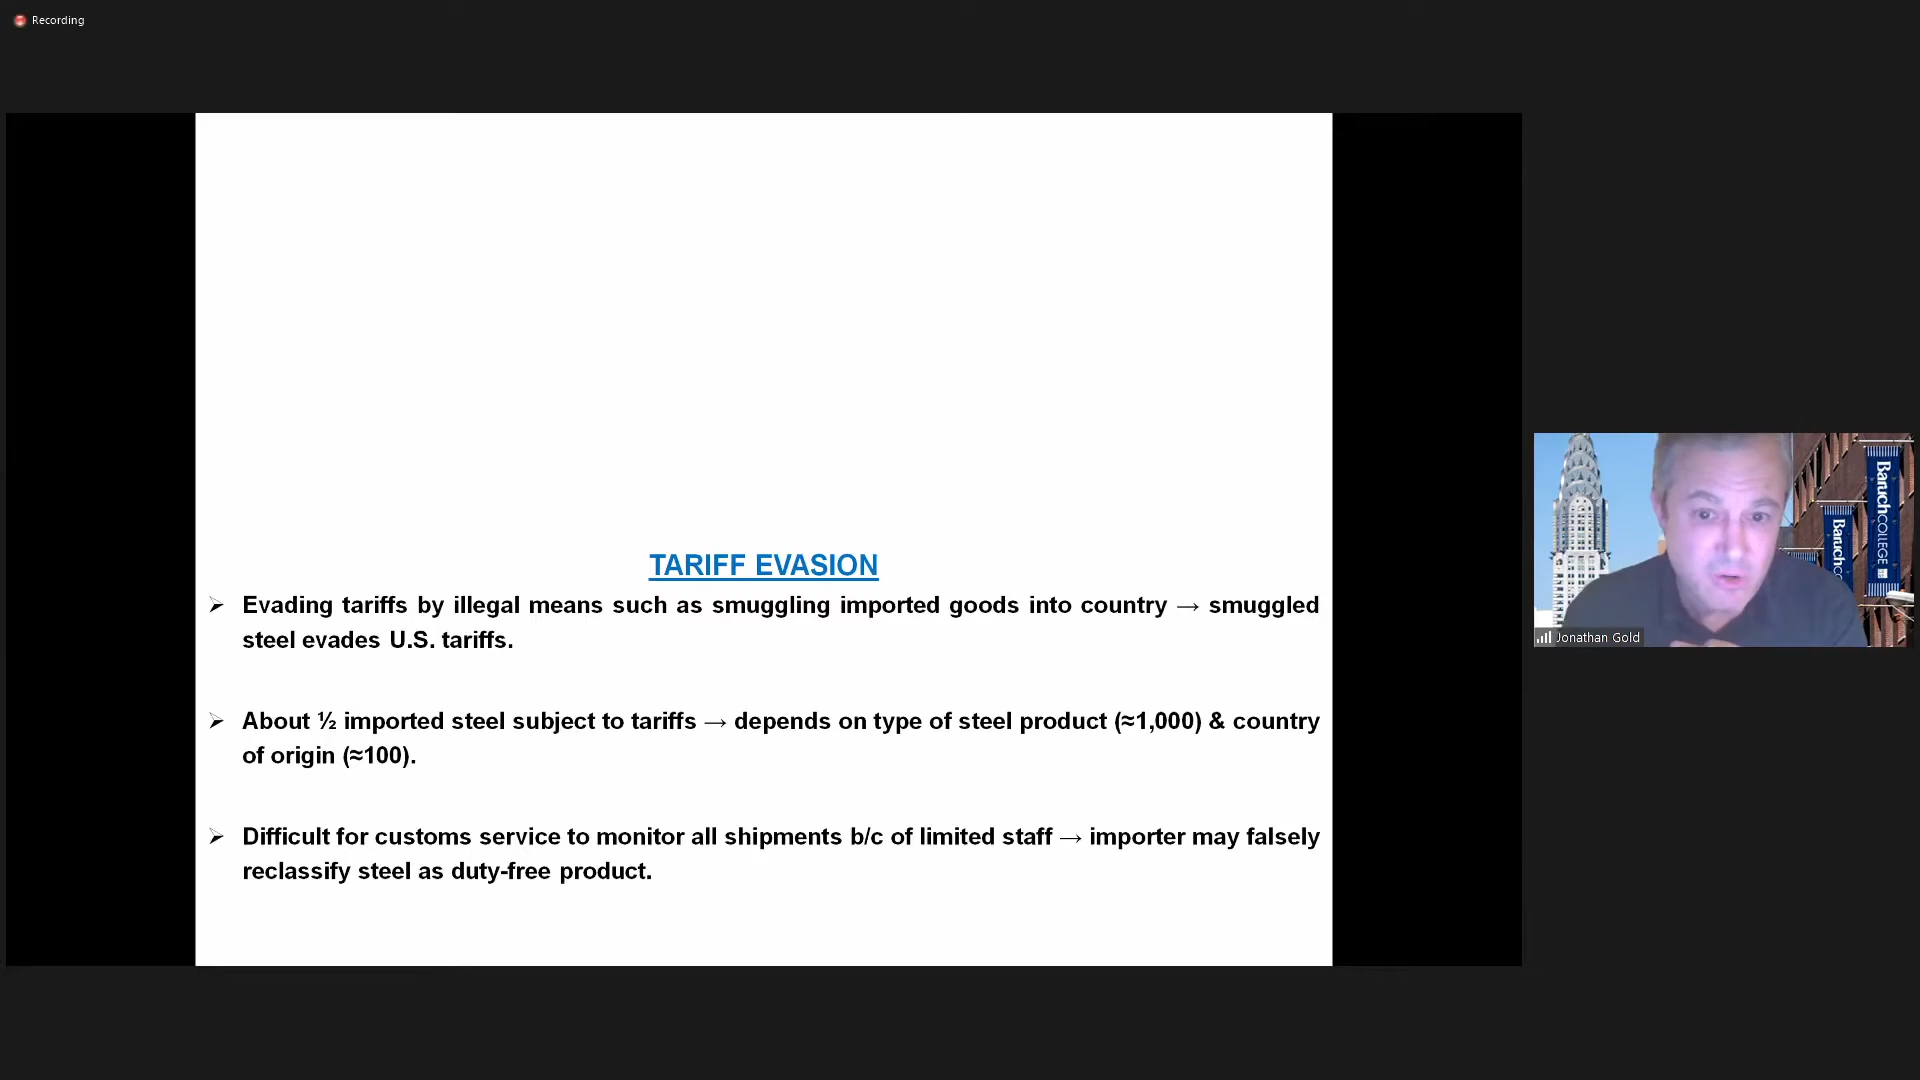 Recording
TARIFF EVASION
➢ Evading tariffs by illegal means such as smuggling imported goods into country → smuggled
steel evades U.S. tariffs.
➢ About ½ imported steel subject to tariffs → depends on type of steel product (≈1,000) & country
of origin (≈100).
➢ Difficult for customs service to monitor all shipments b/c of limited staff → importer may falsely
reclassify steel as duty-free product.
Baruch COLLEGE
Baruch
Jonathan Gold